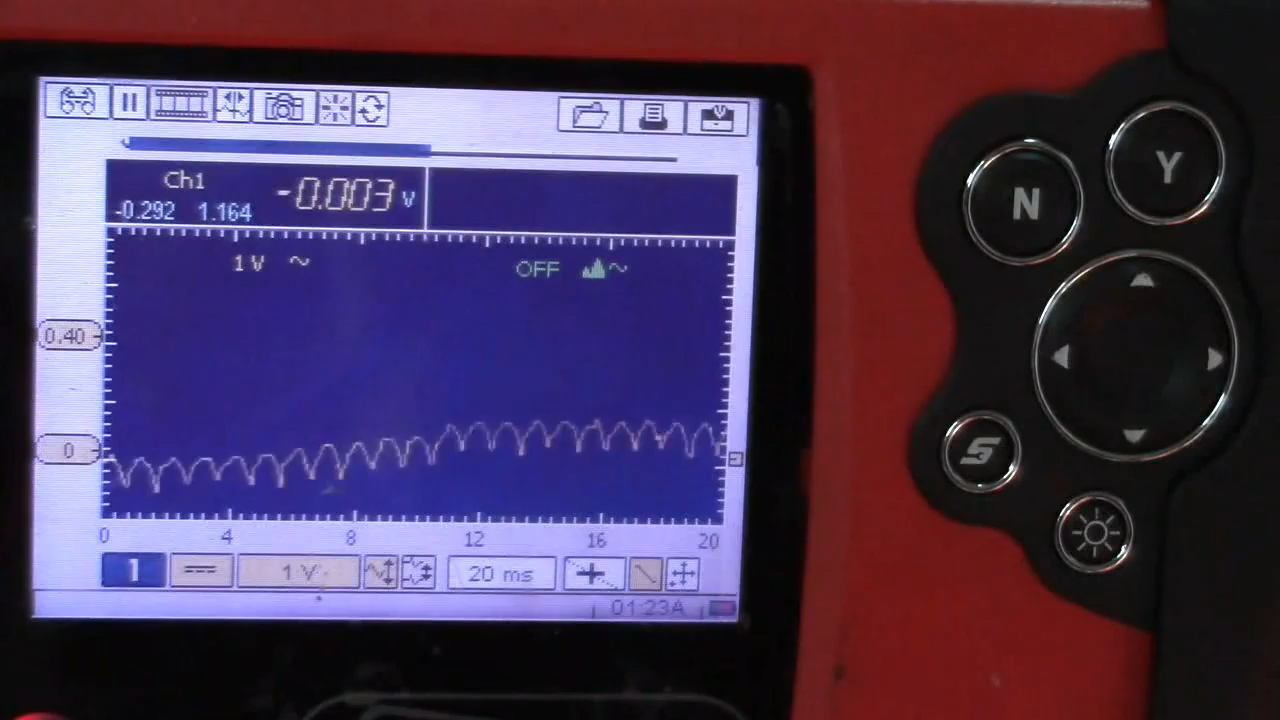 Ch1
-0.003 V
-0.292 1.164
1 V ~
OFF ~
0.40
0
0 4 8 12 16 20
1 1 V 20 ms
01:23A
N
Y
S